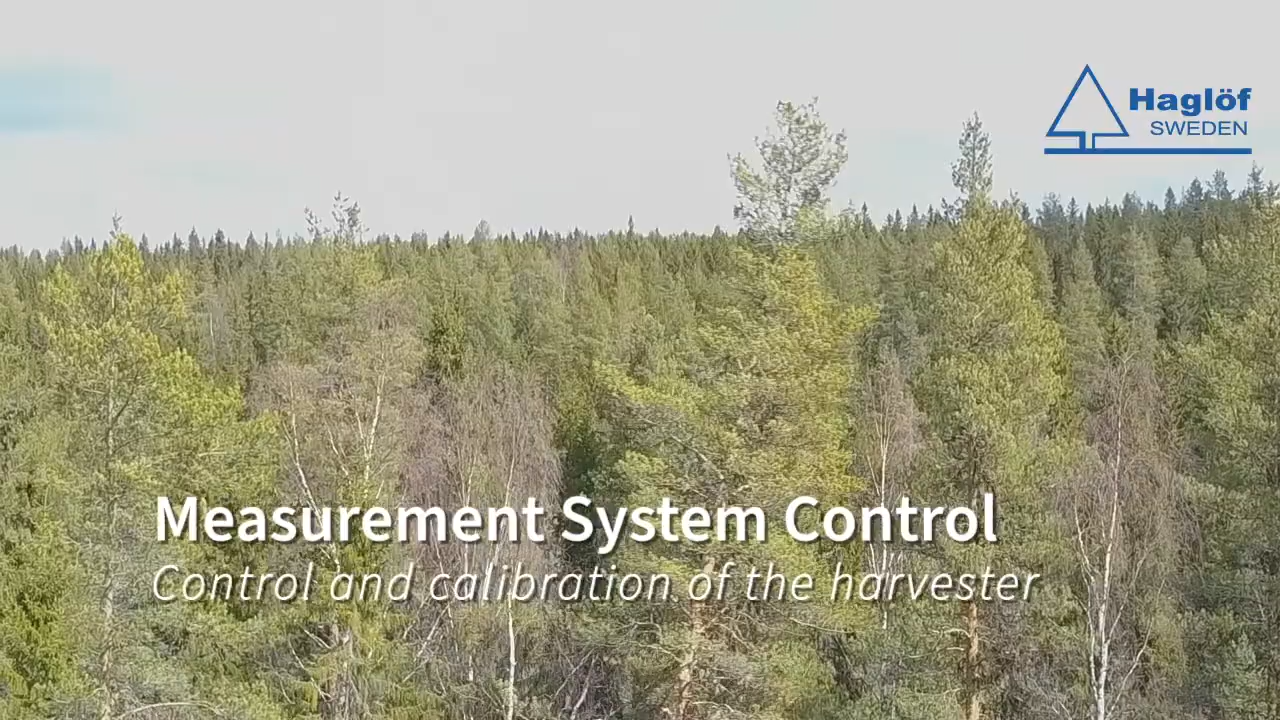 Haglöf
SWEDEN
Measurement System Control
Control and calibration of the harvester